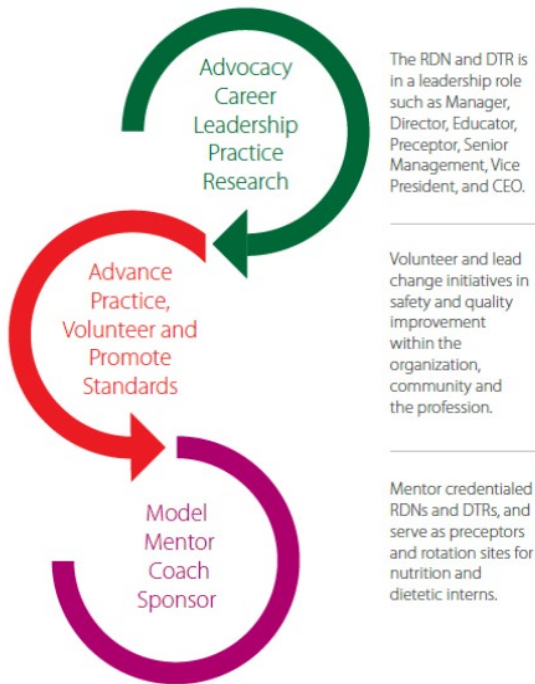 Advocacy
Career
Leadership
Practice
Research
The RDN and DTR is
in a leadership role
such as Manager,
Director, Educator,
Preceptor, Senior
Management, Vice
President, and CEO.
Advance
Practice,
Volunteer and
Promote
Standards
Volunteer and lead
change initiatives in
safety and quality
improvement
within the
organization,
community and
the profession.
Model
Mentor
Coach
Sponsor
Mentor credentialed
RDNs and DTRs, and
serve as preceptors
and rotation sites for
nutrition and
dietetic interns.